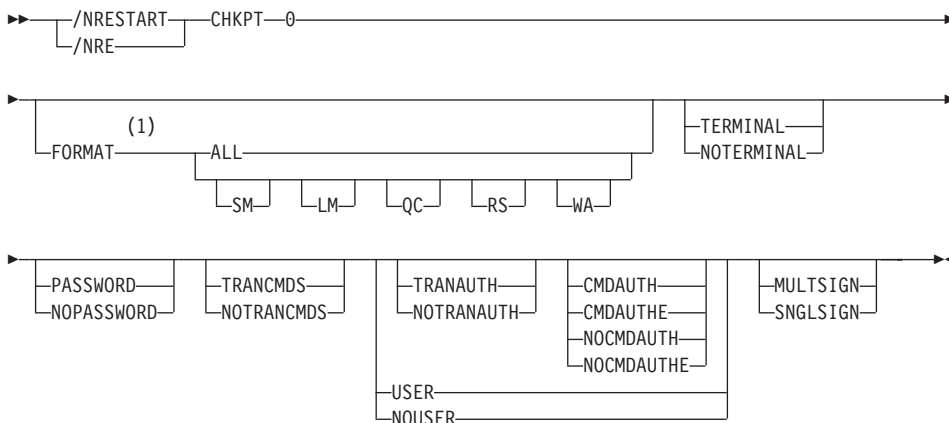 /NRESTART CHKPT 0
/NRE
(1)
FORMAT ALL
SM LM QC RS WA
TERMINAL
NOTERMINAL
PASSWORD
NOPASSWORD
TRANCMDS
NOTRANCMDS
TRANAUTH
NOTRANAUTH
CMDAUTH
CMDAUTHE
NOCMDAUTH
NOCMDAUTHE
USER
NOUSER
MULTSIGN
SNGLSIGN